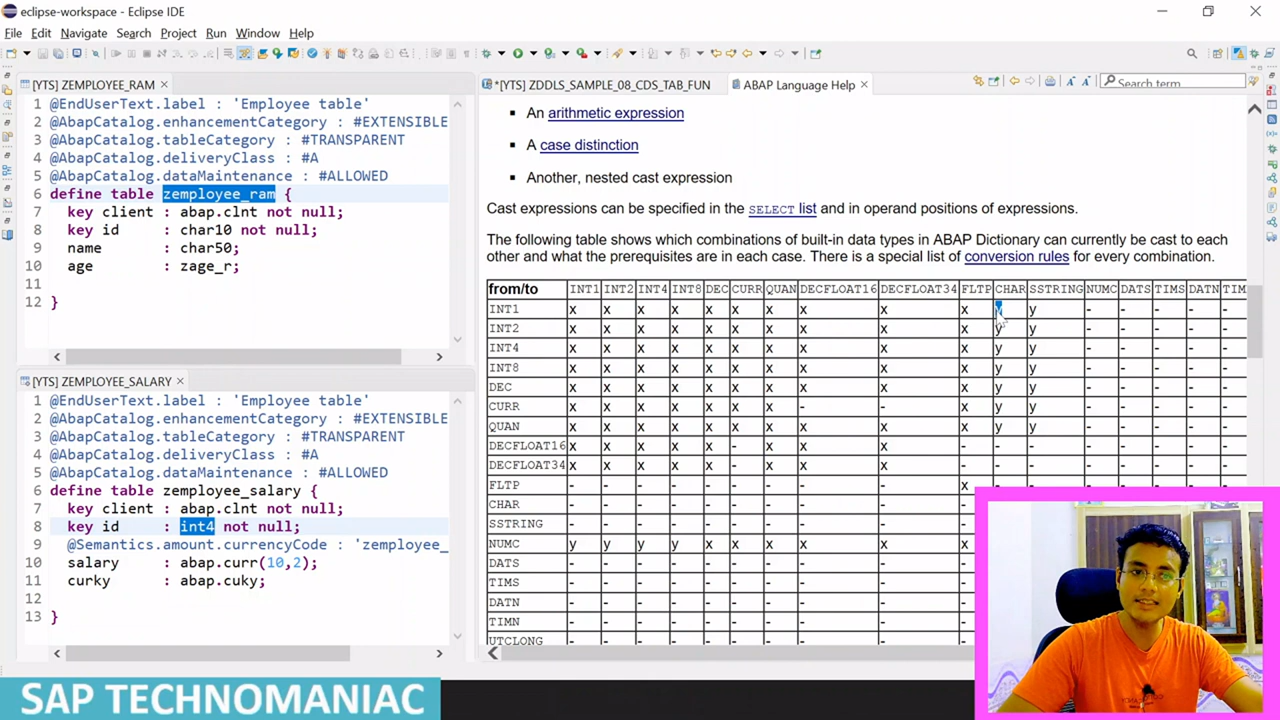 eclipse-workspace - Eclipse IDE
File Edit Navigate Search Project Run Window Help
[YTS] ZEMPLOYEE_RAM
1 @EndUserText.label : 'Employee table'
2 @AbapCatalog.enhancementCategory : #EXTENSIBLE
3 @AbapCatalog.tableCategory : #TRANSPARENT
4 @AbapCatalog.deliveryClass : #A
5 @AbapCatalog.dataMaintenance : #ALLOWED
6 define table zemployee_ram {
7 key client : abap.clnt not null;
8 key id : char10 not null;
9 name : char50;
10 age : zage_r;
11
12 }
[YTS] ZEMPLOYEE_SALARY
1 @EndUserText.label : 'Employee table'
2 @AbapCatalog.enhancementCategory : #EXTENSIBLE
3 @AbapCatalog.tableCategory : #TRANSPARENT
4 @AbapCatalog.deliveryClass : #A
5 @AbapCatalog.dataMaintenance : #ALLOWED
6 define table zemployee_salary {
7 key client : abap.clnt not null;
8 key id : int4 not null;
9 @Semantics.amount.currencyCode : 'zemployee_
10 salary : abap.curr(10,2);
11 curky : abap.cuky;
12
13 }
*[YTS] ZDDLS_SAMPLE_08_CDS_TAB_FUN ABAP Language Help
Search term
An arithmetic expression
A case distinction
Another, nested cast expression
Cast expressions can be specified in the SELECT list and in operand positions of expressions.
The following table shows which combinations of built-in data types in ABAP Dictionary can currently be cast to each
other and what the prerequisites are in each case. There is a special list of conversion rules for every combination.
from/to INT1 INT2 INT4 INT8 DEC CURR QUAN DECFLOAT16 DECFLOAT34 FLTP CHAR SSTRING NUMC DATS TIMS DATN TIM
INT1 x x x x x x x x x x y y - - - - -
INT2 x x x x x x x x x x y y - - - - -
INT4 x x x x x x x x x x y y - - - - -
INT8 x x x x x x x x x x y y - - - - -
DEC x x x x x x x x x x y y - - - - -
CURR x x x x x x x - - x y y - - - - -
QUAN x x x x x x x x x x y y - - - - -
DECFLOAT16 x x x x x - x x x - - - - - - - -
DECFLOAT34 x x x x x - x x x - - - - - - - -
FLTP - - - - - - - - - x
CHAR - - - - - - - - -
SSTRING - - - - - - - - -
NUMC y y y y x x x x x x
DATS - - - - - - - - - -
TIMS - - - - - - - - - -
DATN - - - - - - - - - -
TIMN - - - - - - - - - -
UTCLONG - - - - - - - - - -
SAP TECHNOMANIAC